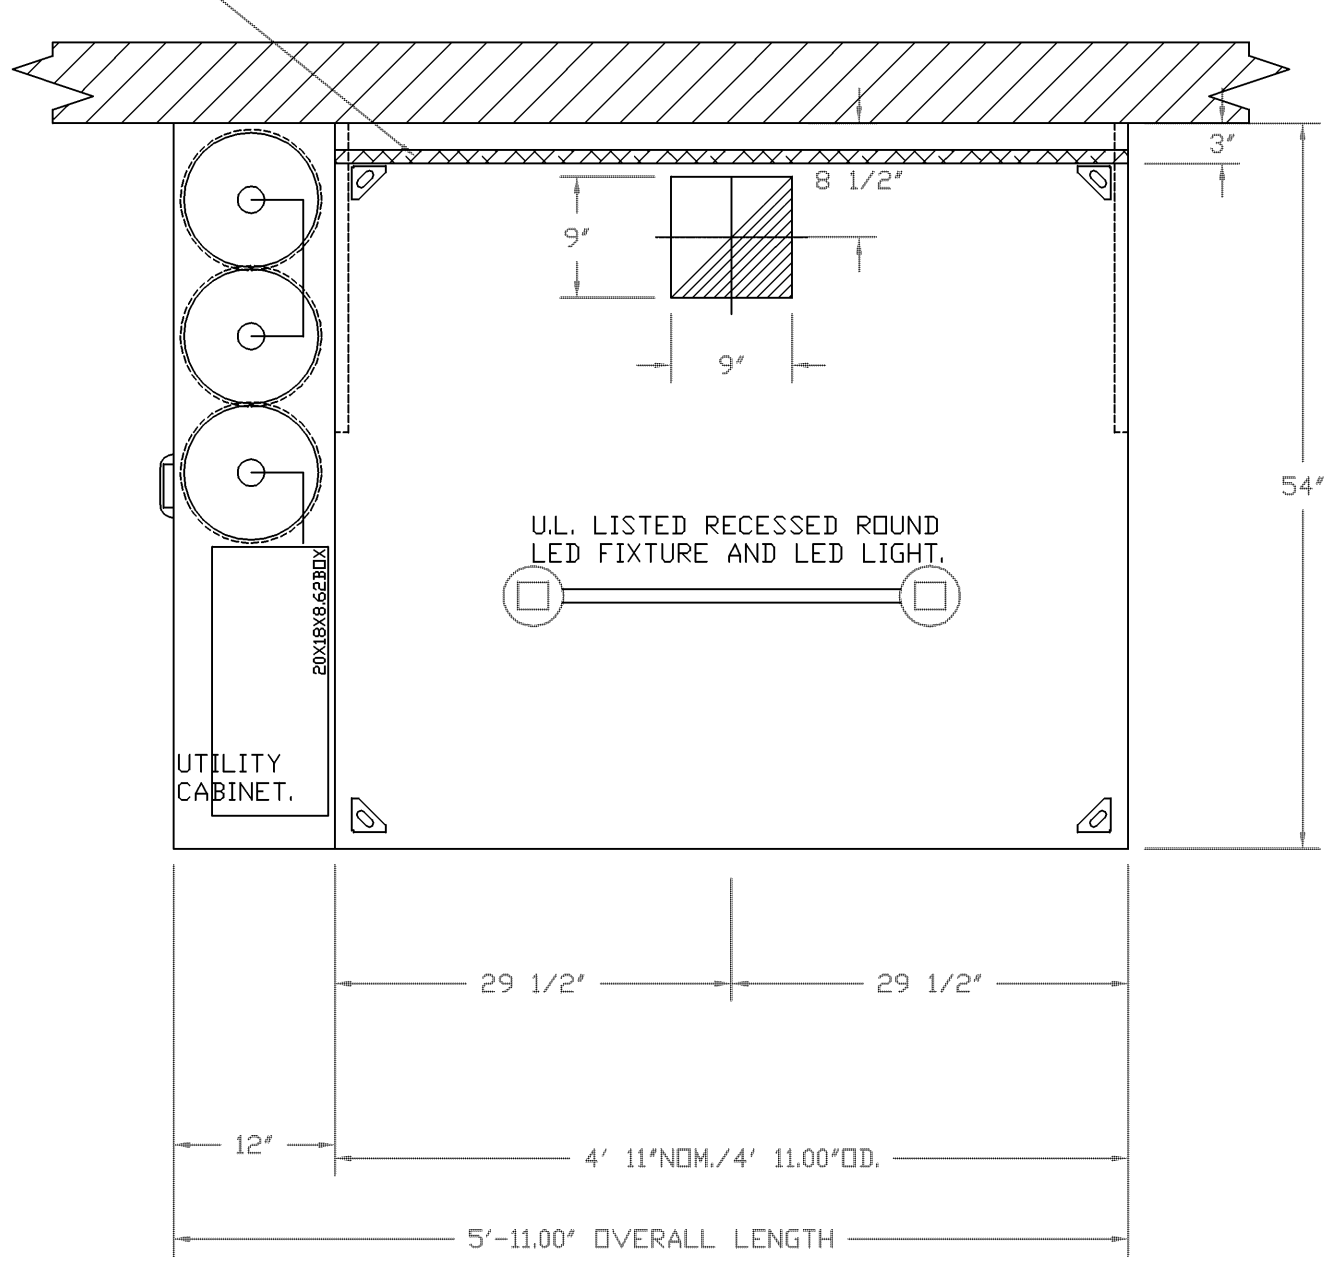 3"
8 1/2"
9"
9"
54"
U.L. LISTED RECESSED ROUND
LED FIXTURE AND LED LIGHT.
20X18X8.62BOX
UTILITY
CABINET.
29 1/2"
29 1/2"
12"
4' 11"NOM./4' 11.00"OD.
5'-11.00" OVERALL LENGTH